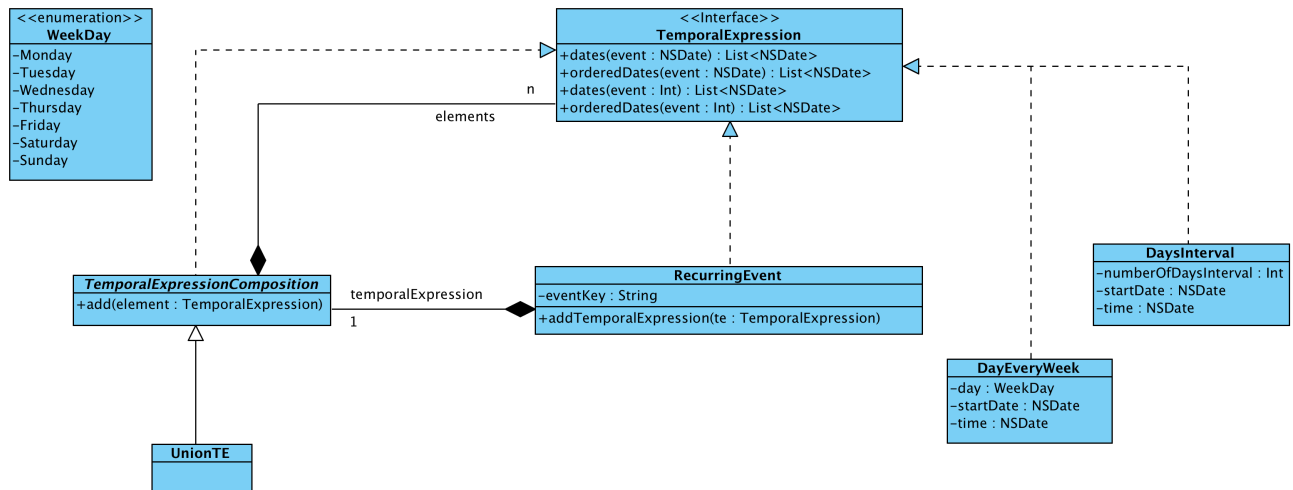 <<enumeration>>
WeekDay
-Monday
-Tuesday
-Wednesday
-Thursday
-Friday
-Saturday
-Sunday
<<Interface>>
TemporalExpression
+dates(event : NSDate) : List<NSDate>
+orderedDates(event : NSDate) : List<NSDate>
+dates(event : Int) : List<NSDate>
+orderedDates(event : Int) : List<NSDate>
n
elements
TemporalExpressionComposition
+add(element : TemporalExpression)
temporalExpression
1
RecurringEvent
-eventKey : String
+addTemporalExpression(te : TemporalExpression)
DaysInterval
-numberOfDaysInterval : Int
-startDate : NSDate
-time : NSDate
DayEveryWeek
-day : WeekDay
-startDate : NSDate
-time : NSDate
UnionTE